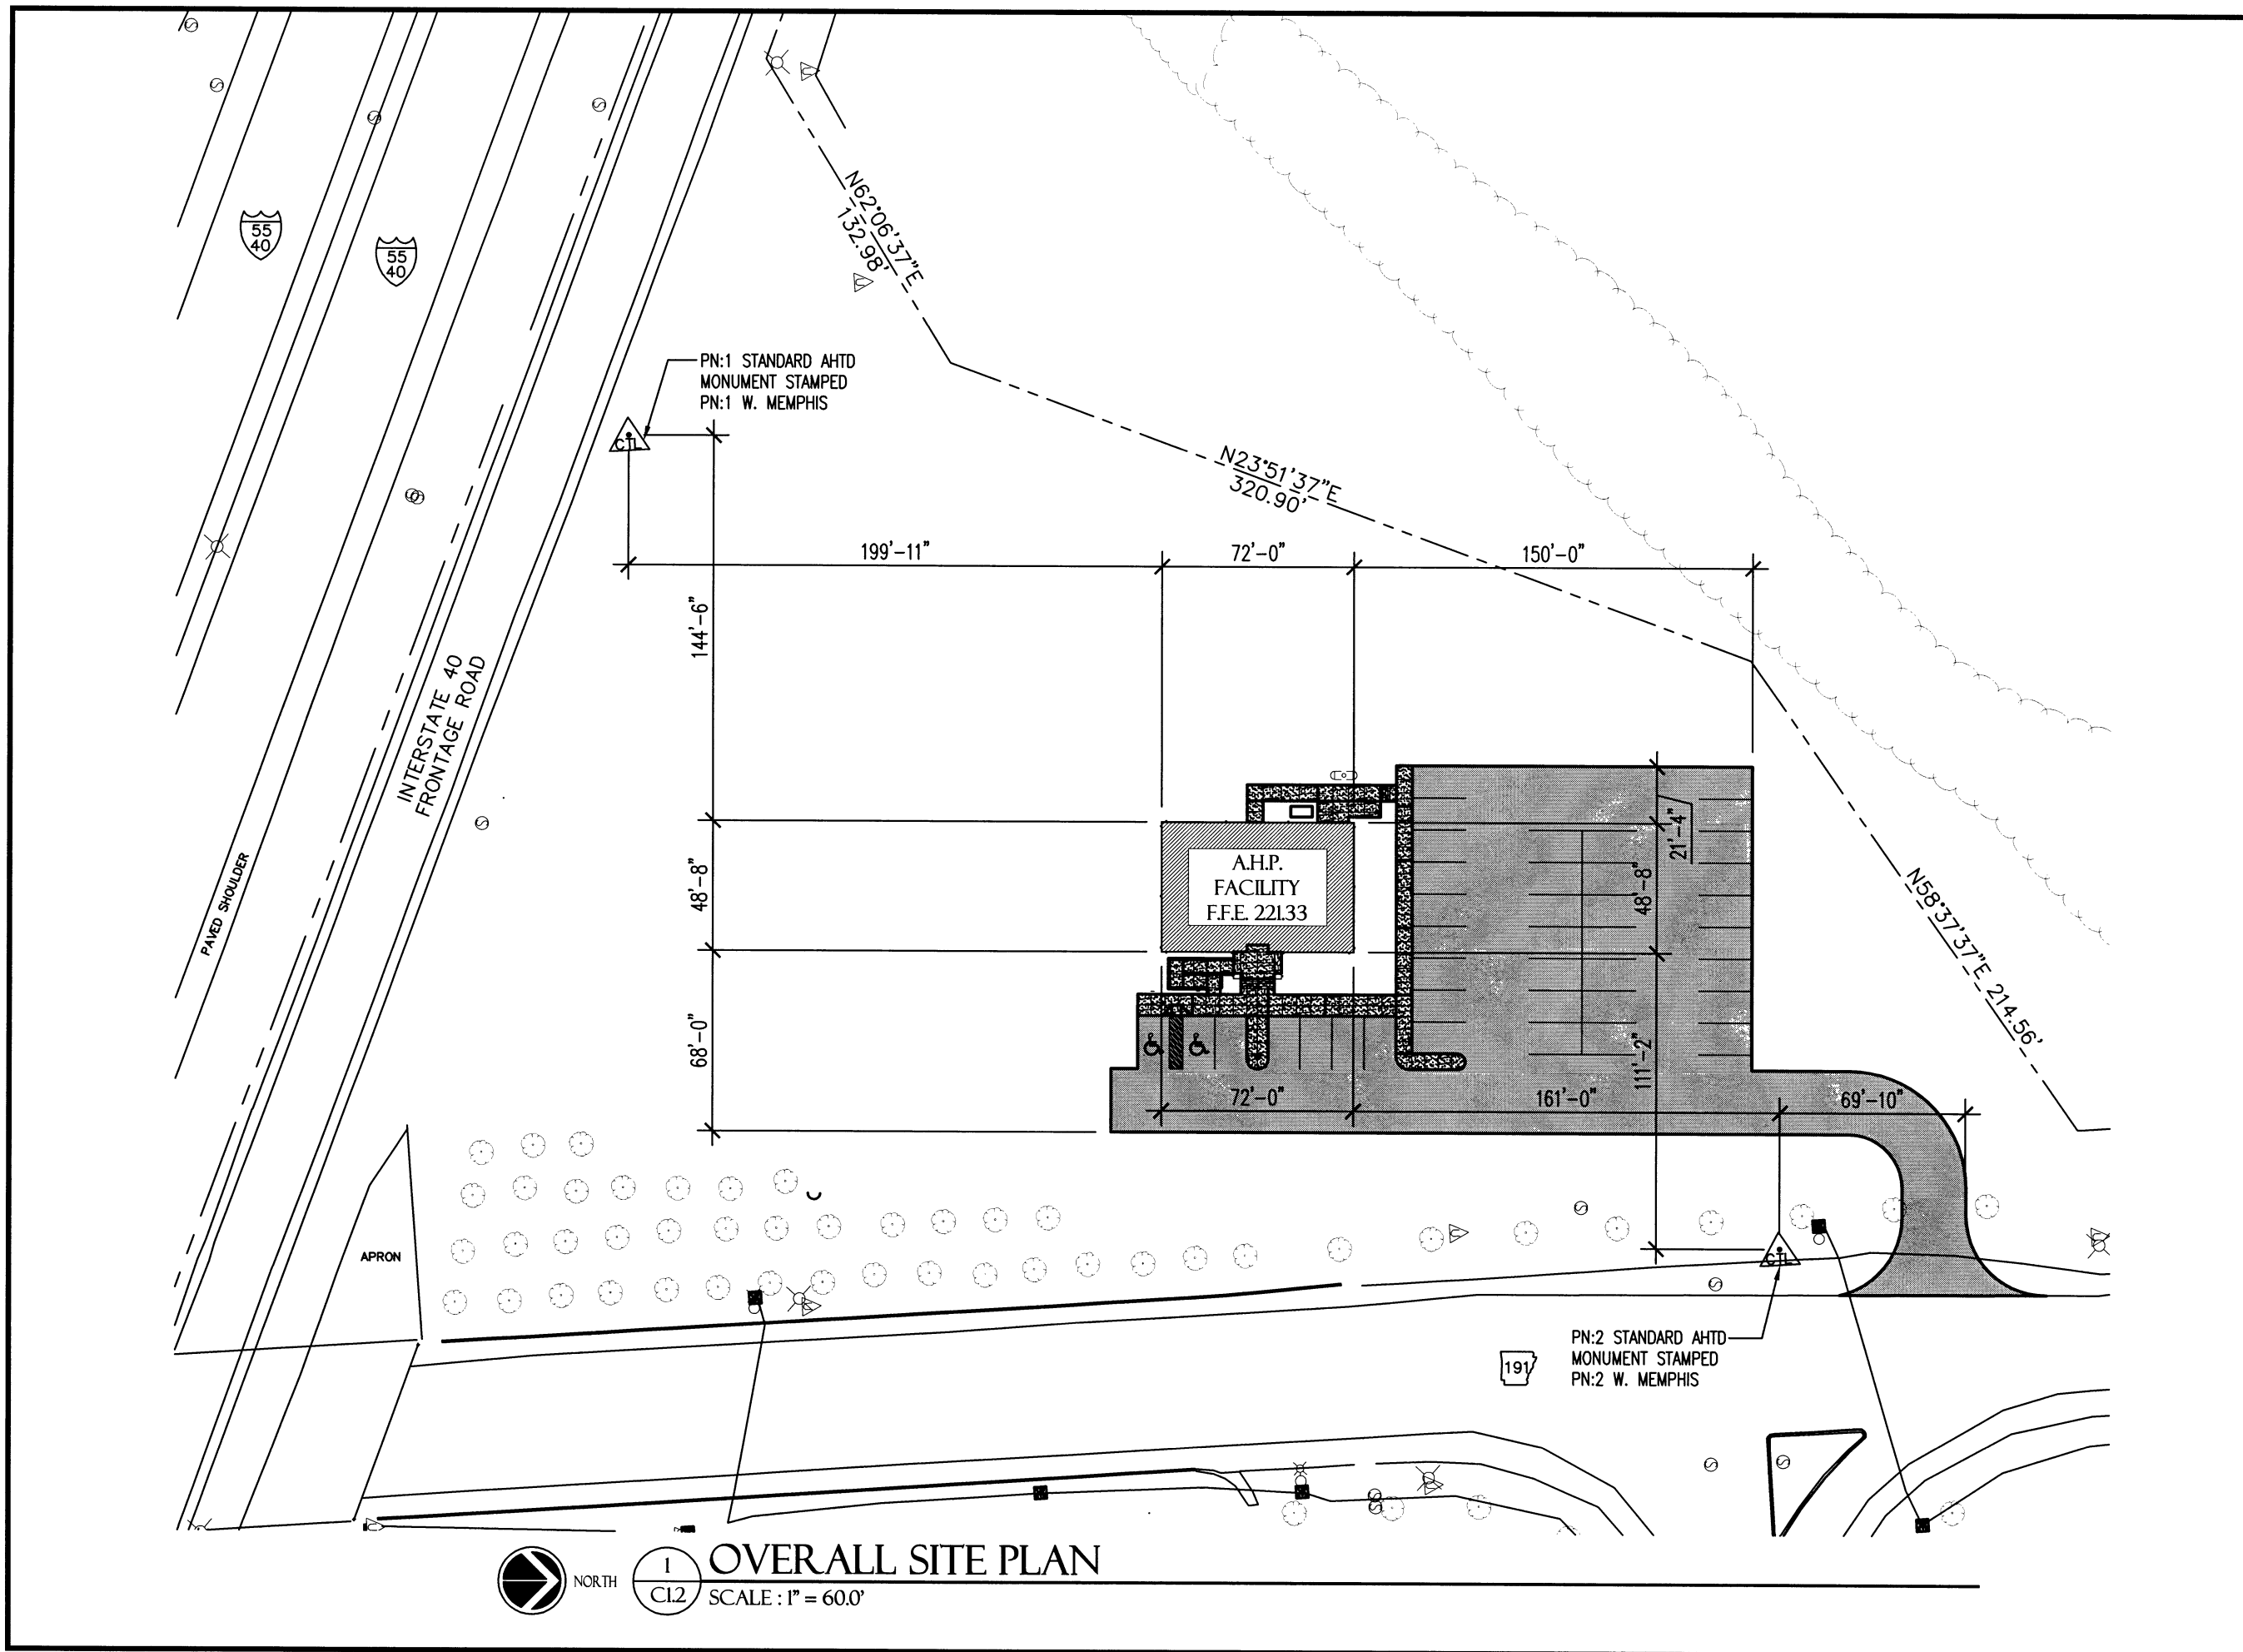 55
40
55
40
N62°06'37"E
132.98'
PN:1 STANDARD AHTD
MONUMENT STAMPED
PN:1 W. MEMPHIS
CTL
N23°51'37"E
320.90'
199'-11"
72'-0"
150'-0"
144'-6"
INTERSTATE 40
FRONTAGE ROAD
PAVED SHOULDER
48'-8"
A.H.P.
FACILITY
F.F.E. 221.33
21'-4"
48'-8"
N58°37'37"E 214.56'
68'-0"
111'-2"
72'-0"
161'-0"
69'-10"
APRON
CTL
PN:2 STANDARD AHTD
MONUMENT STAMPED
PN:2 W. MEMPHIS
191
NORTH
1
C1.2
OVERALL SITE PLAN
SCALE : 1" = 60.0'